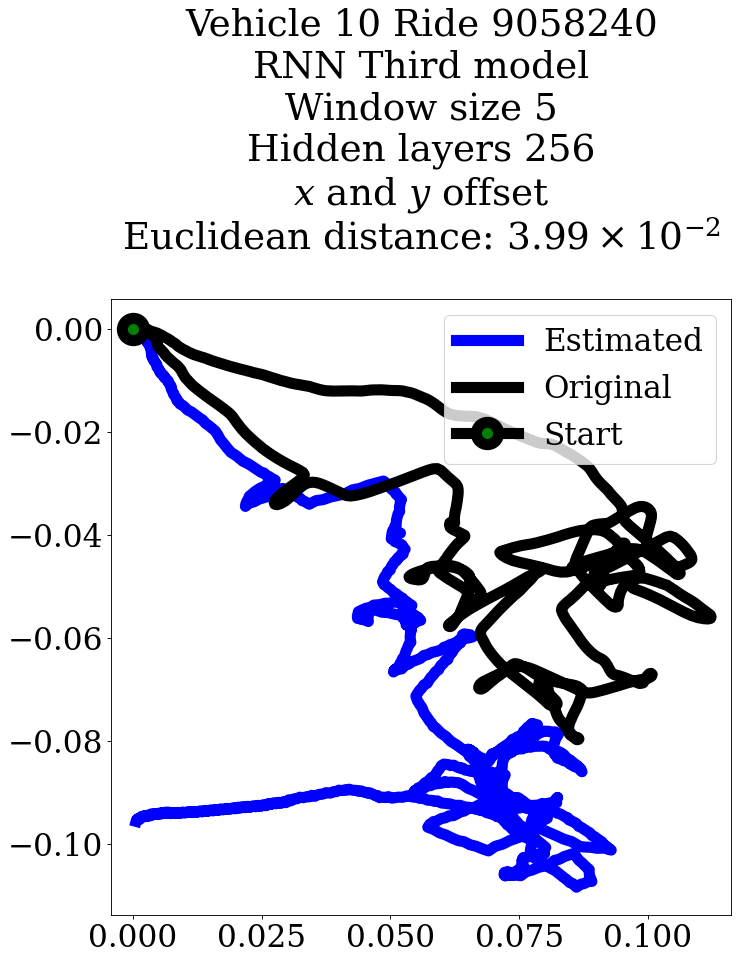 Vehicle 10 Ride 9058240
RNN Third model
Window size 5
Hidden layers 256
x and y offset
Euclidean distance: 3.99 × 10⁻²
Estimated
Original
Start
0.00
−0.02
−0.04
−0.06
−0.08
−0.10
0.000 0.025 0.050 0.075 0.100